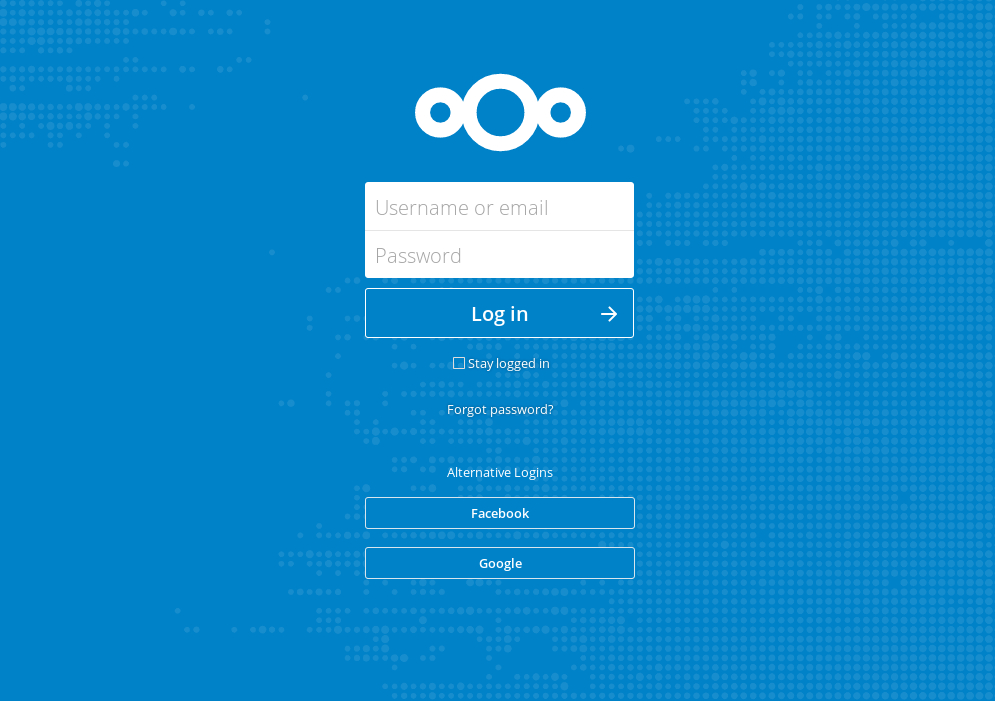 Username or email
Password
Log in
Stay logged in
Forgot password?
Alternative Logins
Facebook
Google